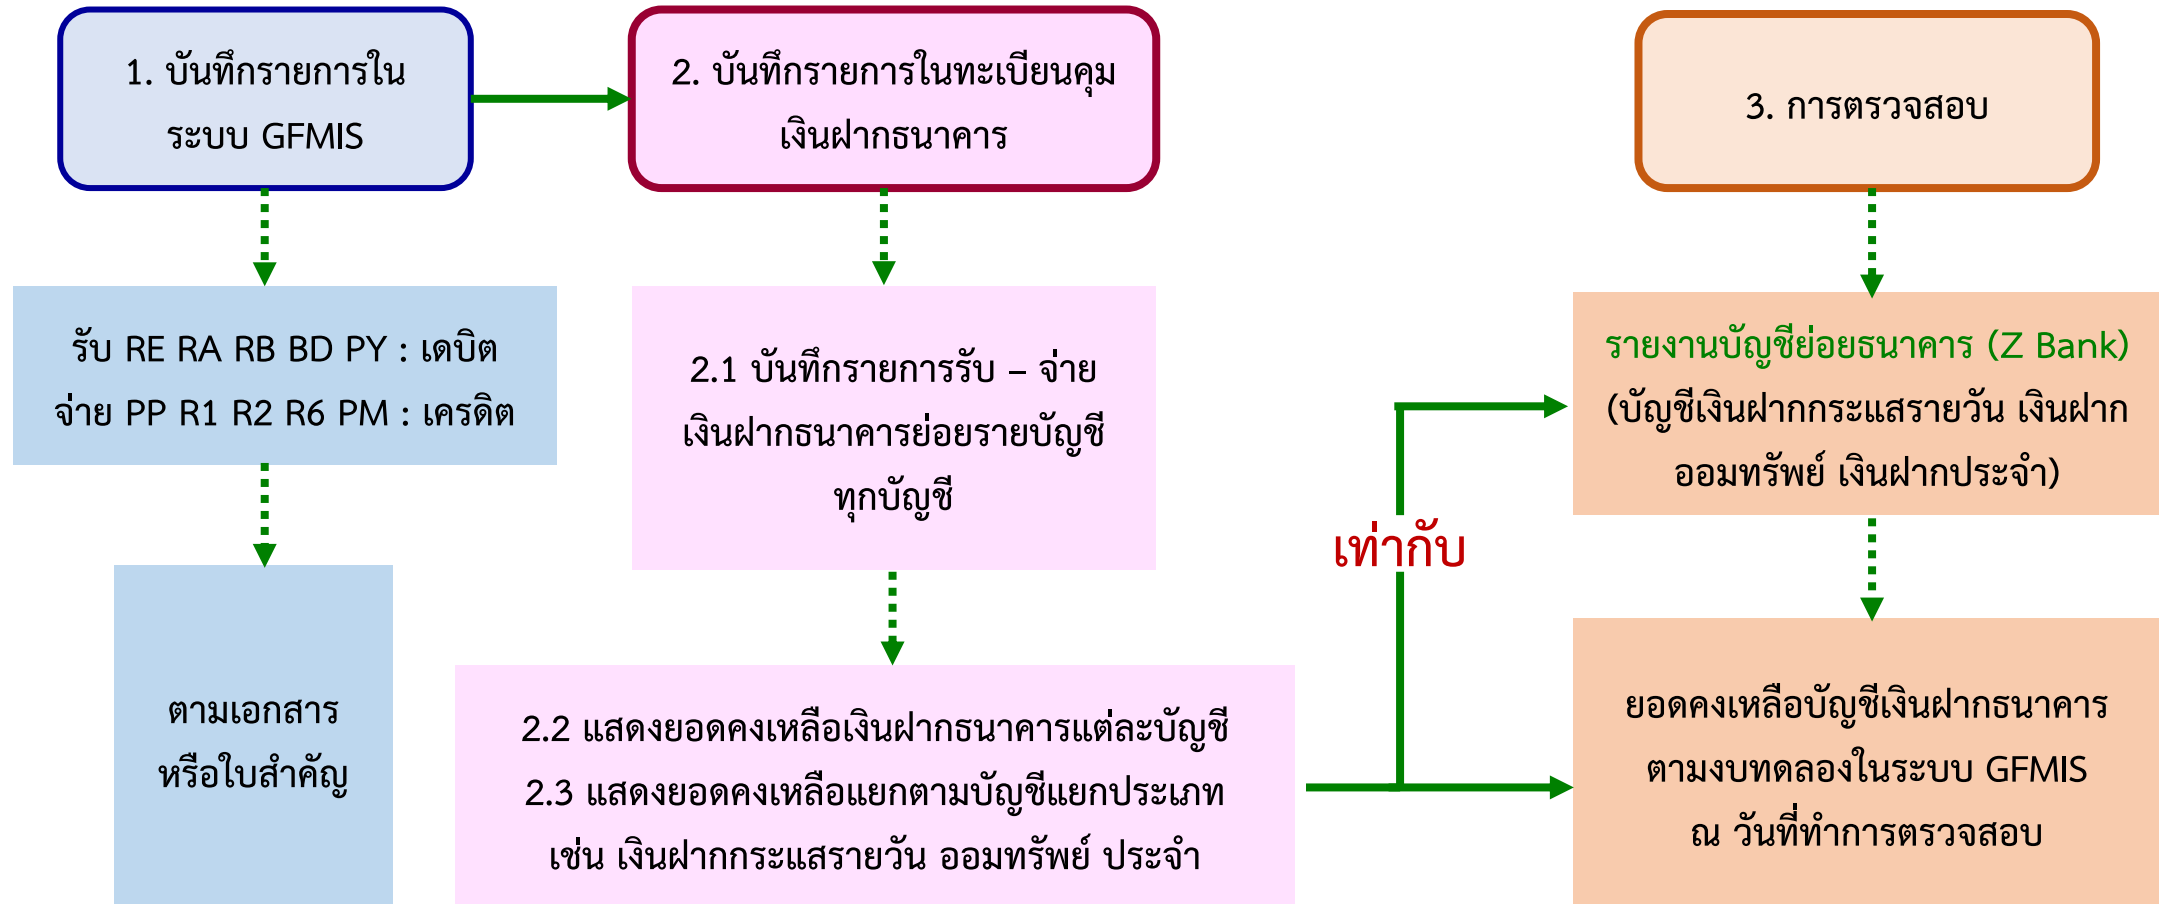 1. บันทึกรายการใน
ระบบ GFMIS
2. บันทึกรายการในทะเบียนคุม
เงินฝากธนาคาร
3. การตรวจสอบ
รับ RE RA RB BD PY : เดบิต
จ่าย PP R1 R2 R6 PM : เครดิต
ตามเอกสาร
หรือใบสำคัญ
2.1 บันทึกรายการรับ – จ่าย
เงินฝากธนาคารย่อยรายบัญชี
ทุกบัญชี
2.2 แสดงยอดคงเหลือเงินฝากธนาคารแต่ละบัญชี
2.3 แสดงยอดคงเหลือแยกตามบัญชีแยกประเภท
เช่น เงินฝากกระแสรายวัน ออมทรัพย์ ประจำ
เท่ากับ
รายงานบัญชีย่อยธนาคาร (Z Bank)
(บัญชีเงินฝากกระแสรายวัน เงินฝาก
ออมทรัพย์ เงินฝากประจำ)
ยอดคงเหลือบัญชีเงินฝากธนาคาร
ตามงบทดลองในระบบ GFMIS
ณ วันที่ทำการตรวจสอบ